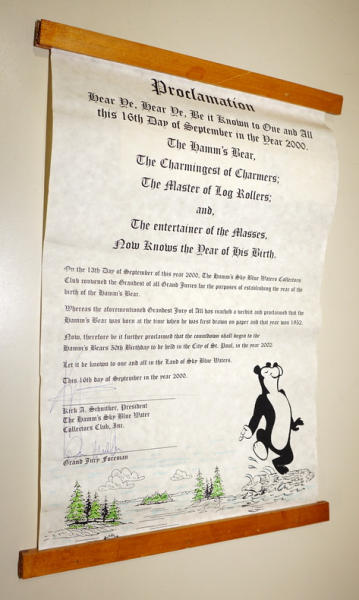 Proclamation
Hear Ye, Hear Ye, Be it Known to One and All
this 16th Day of September in the Year 2000.
The Hamm's Bear,
The Charmingest of Charmers;
The Master of Log Rollers;
and,
The entertainer of the Masses,
Now Knows the Year of His Birth.
On the 15th Day of September of this year 2000, The Hamm's Sky Blue Waters Collectors
Club convened the Grandest of all Grand Juries for the purposes of establishing the year of the
birth of the Hamm's Bear.
Whereas the aforementioned Grandest Jury of All has reached a verdict and proclaimed that the
Hamm's Bear was born at the time when he was first drawn on paper and that year was 1952.
Now, therefore be it further proclaimed that the countdown shall begin to the
Hamm's Bears 50th Birthday to be held in the City of St. Paul, in the year 2002.
Let it be known to one and all in the Land of Sky Blue Waters.
This 16th day of September in the year 2000.
Kirk A. Schnitker, President
The Hamm's Sky Blue Water
Collectors Club, Inc.
Grand Jury Foreman